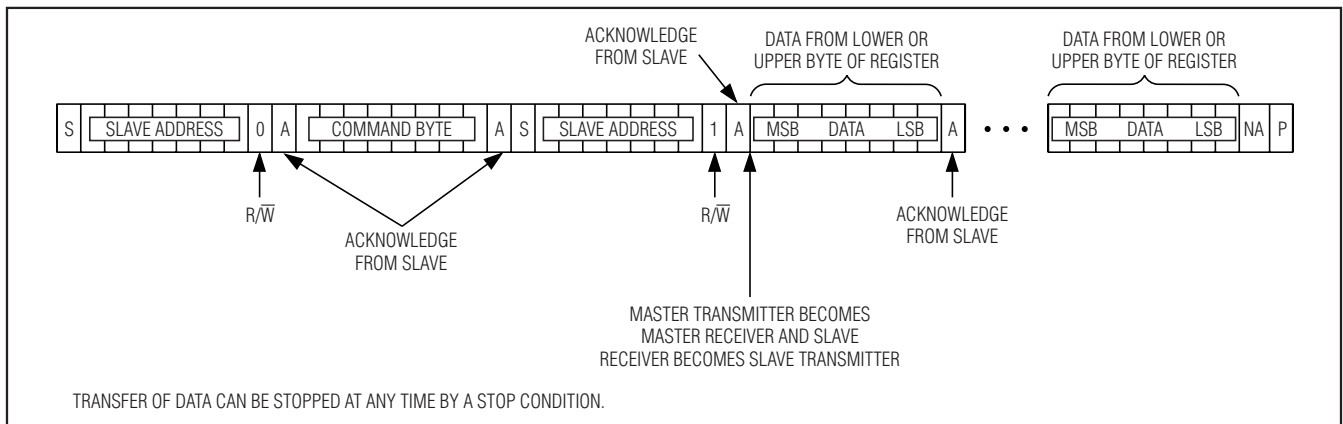 ACKNOWLEDGE
FROM SLAVE
DATA FROM LOWER OR
UPPER BYTE OF REGISTER
DATA FROM LOWER OR
UPPER BYTE OF REGISTER
S SLAVE ADDRESS 0 A COMMAND BYTE A S SLAVE ADDRESS 1 A MSB DATA LSB A • • • MSB DATA LSB NA P
R/W̅
ACKNOWLEDGE
FROM SLAVE
R/W̅
ACKNOWLEDGE
FROM SLAVE
MASTER TRANSMITTER BECOMES
MASTER RECEIVER AND SLAVE
RECEIVER BECOMES SLAVE TRANSMITTER
TRANSFER OF DATA CAN BE STOPPED AT ANY TIME BY A STOP CONDITION.